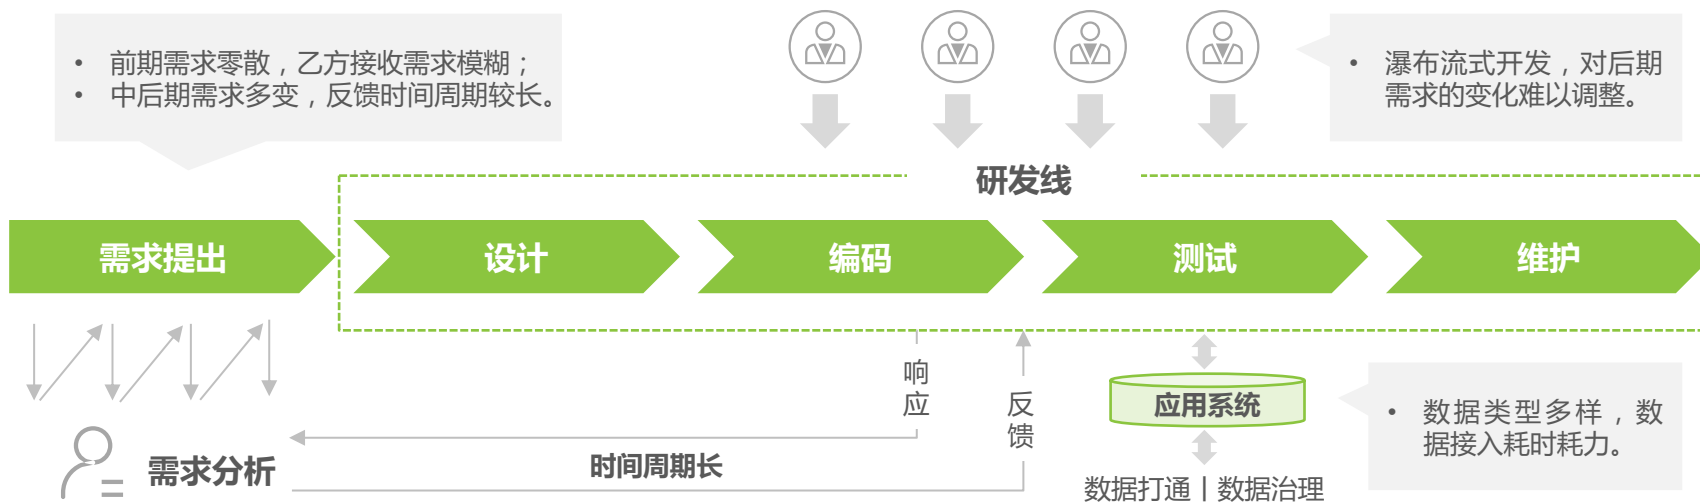 • 前期需求零散，乙方接收需求模糊；
• 中后期需求多变，反馈时间周期较长。
• 瀑布流式开发，对后期
需求的变化难以调整。
研发线
需求提出
设计
编码
测试
维护
响应
反馈
应用系统
• 数据类型多样，数
据接入耗时耗力。
需求分析
时间周期长
数据打通丨数据治理